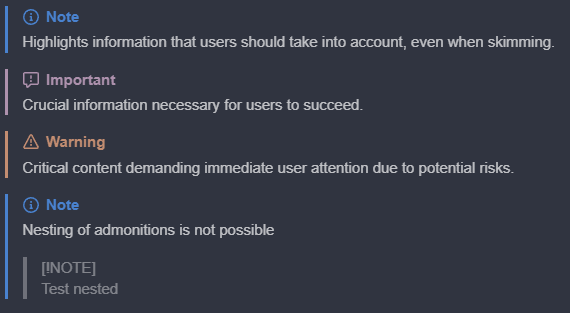 Note
Highlights information that users should take into account, even when skimming.
Important
Crucial information necessary for users to succeed.
Warning
Critical content demanding immediate user attention due to potential risks.
Note
Nesting of admonitions is not possible
[!NOTE]
Test nested